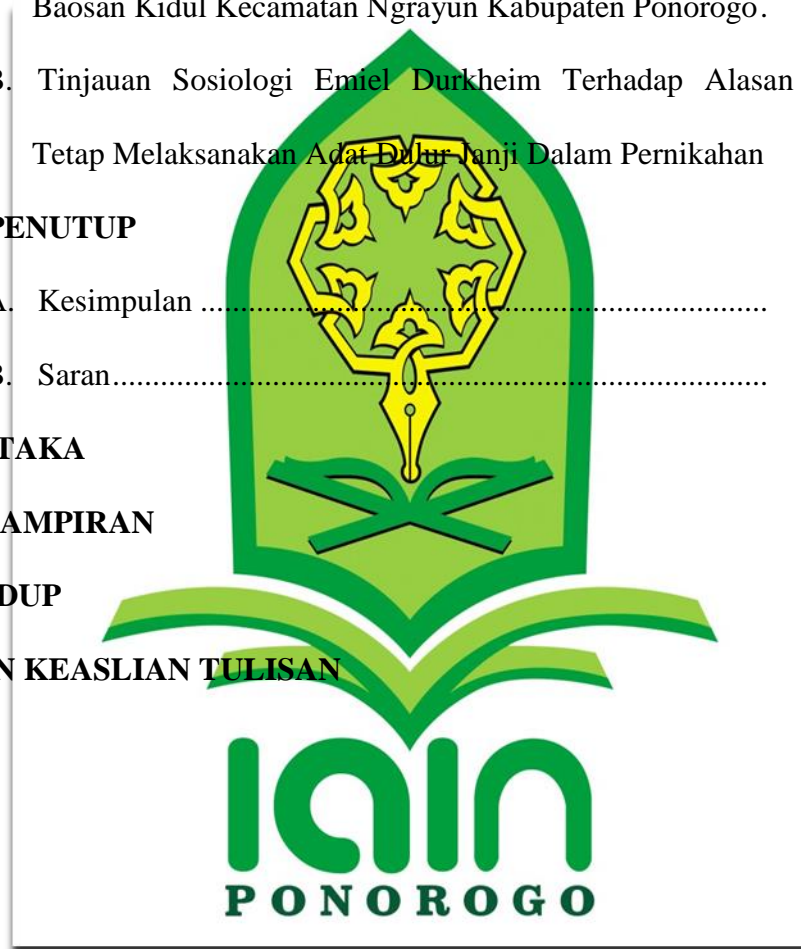 Baosan Kidul Kecamatan Ngrayun Kabupaten Ponorogo.
B. Tinjauan Sosiologi Emiel Durkheim Terhadap Alasan
Tetap Melaksanakan Adat Dulur Janji Dalam Pernikahan
PENUTUP
A. Kesimpulan ....................................................................
B. Saran...............................................................................
TAKA
AMPIRAN
DUP
N KEASLIAN TULISAN
iain
PONOROGO